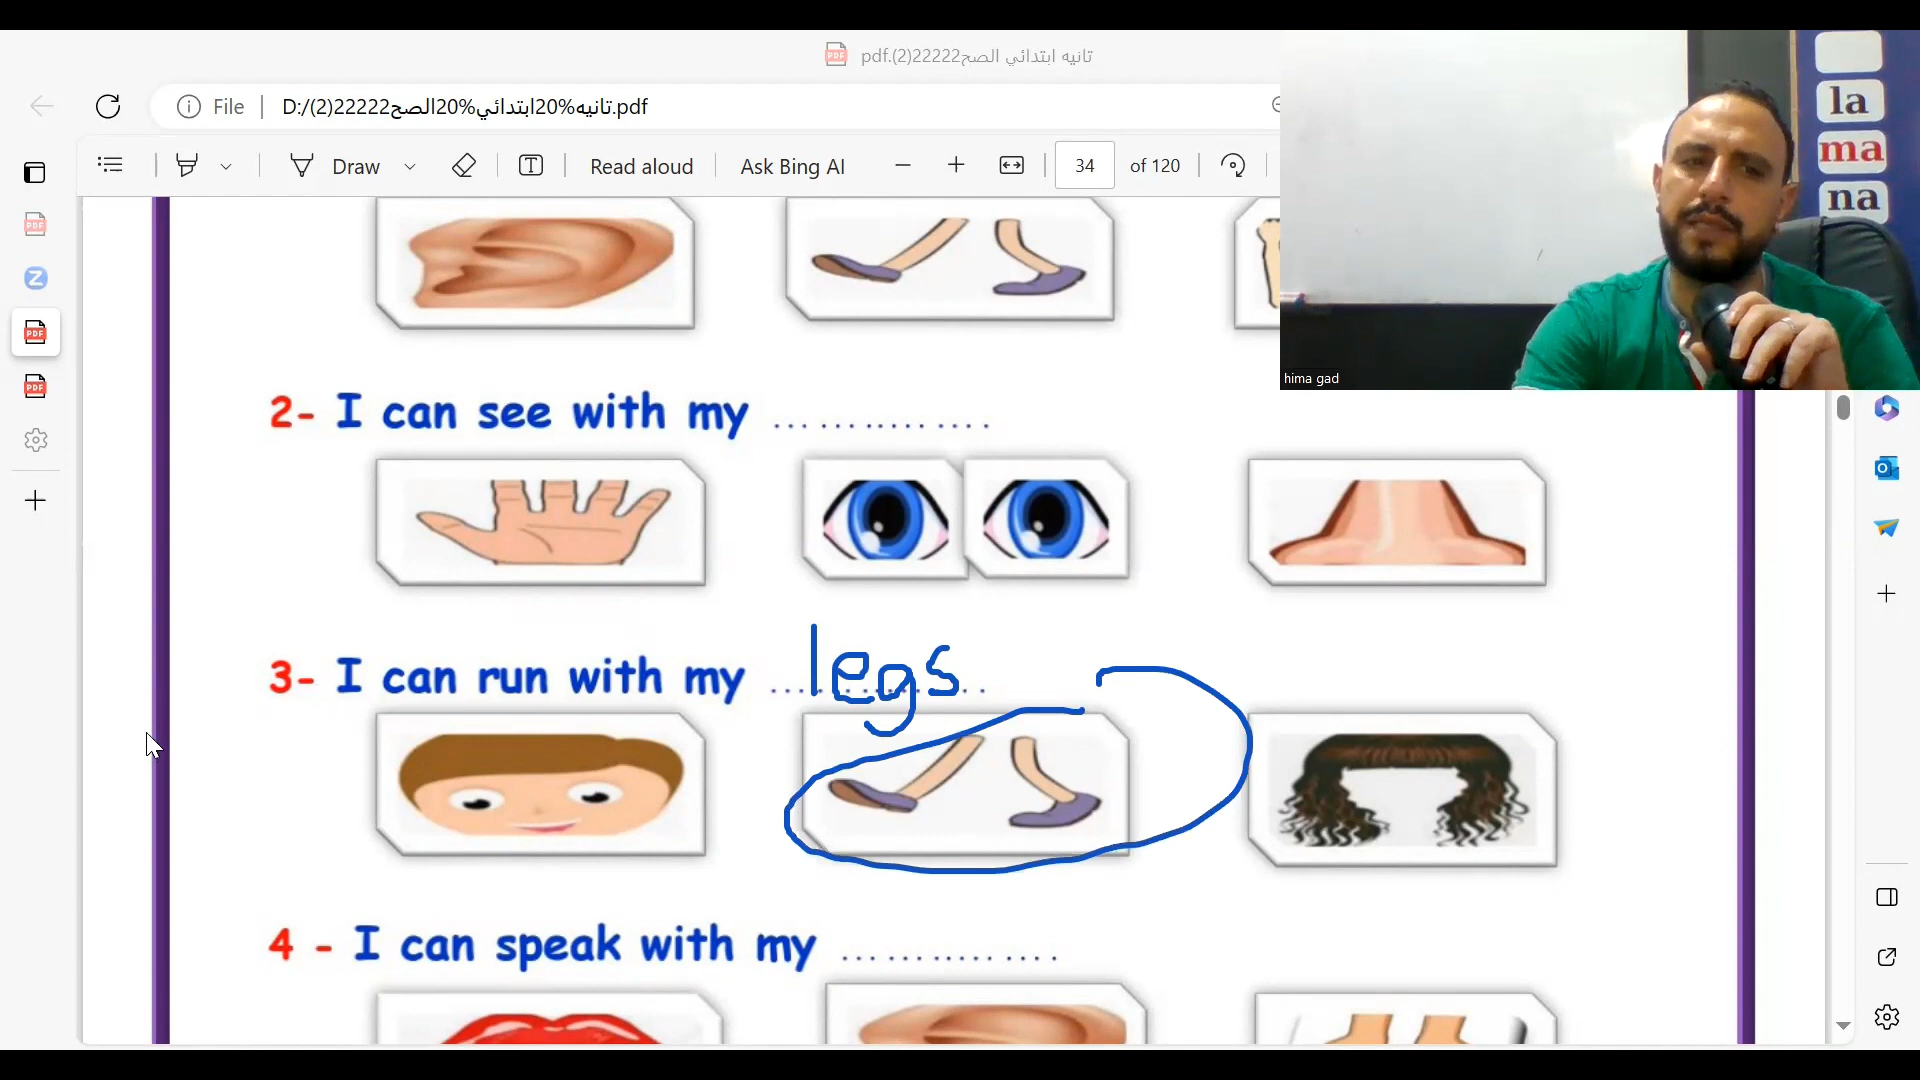 تانيه ابتدائي الصح22222(2).pdf
File D:/(2)22222تانيه%20ابتدائي%20الصح.pdf
Draw
Read aloud
Ask Bing AI
34 of 120
la
ma
na
hima gad
2- I can see with my ................
3- I can run with my ................
legs
4 - I can speak with my ................